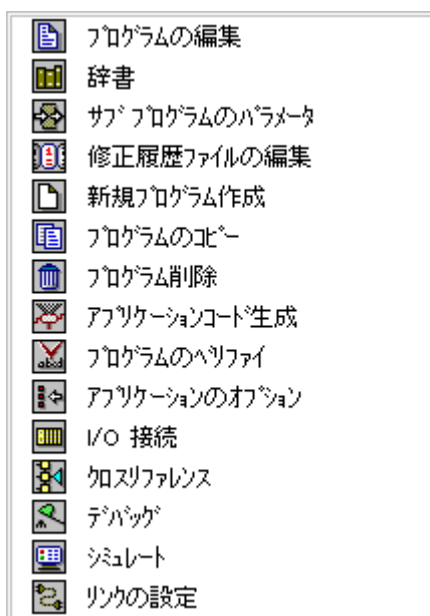 ﾌﾟﾛｸﾞﾗﾑの編集
辞書
ｻﾌﾞ ﾌﾟﾛｸﾞﾗﾑのﾊﾟﾗﾒｰﾀ
修正履歴ﾌｧｲﾙの編集
新規ﾌﾟﾛｸﾞﾗﾑ作成
ﾌﾟﾛｸﾞﾗﾑのｺﾋﾟｰ
ﾌﾟﾛｸﾞﾗﾑ削除
ｱﾌﾟﾘｹｰｼｮﾝｺｰﾄﾞ生成
ﾌﾟﾛｸﾞﾗﾑのﾍﾞﾘﾌｧｲ
ｱﾌﾟﾘｹｰｼｮﾝのｵﾌﾟｼｮﾝ
I/O 接続
ｸﾛｽﾘﾌｧﾚﾝｽ
ﾃﾞﾊﾞｯｸﾞ
ｼﾐｭﾚｰﾄ
ﾘﾝｸの設定